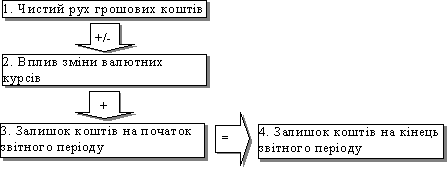 1. Чистий рух грошових коштів
+/-
2. Вплив зміни валютних
курсів
+
3. Залишок коштів на початок
звітного періоду
=
4. Залишок коштів на кінець
звітного періоду